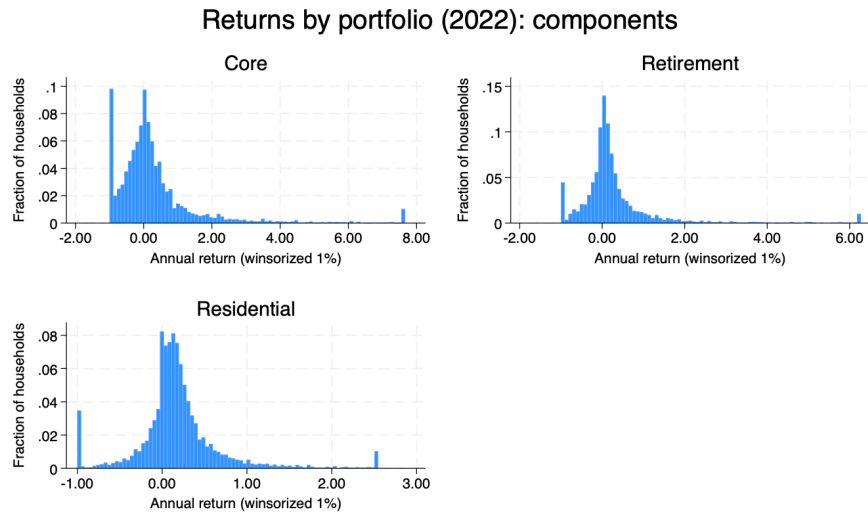 Returns by portfolio (2022): components
Core
Fraction of households
.1
.08
.06
.04
.02
0
-2.00 0.00 2.00 4.00 6.00 8.00
Annual return (winsorized 1%)
Retirement
Fraction of households
.15
.1
.05
0
-2.00 0.00 2.00 4.00 6.00
Annual return (winsorized 1%)
Residential
Fraction of households
.08
.06
.04
.02
0
-1.00 0.00 1.00 2.00 3.00
Annual return (winsorized 1%)